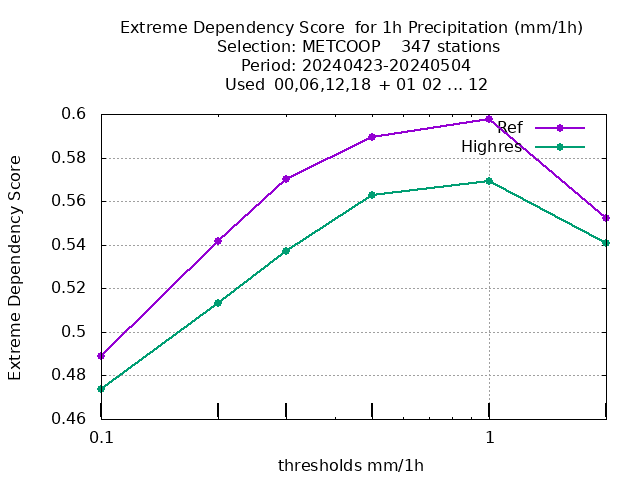 Extreme Dependency Score  for 1h Precipitation (mm/1h)
Selection: METCOOP    347 stations
Period: 20240423-20240504
Used  00,06,12,18 + 01 02 ... 12
0.6
0.58
0.56
0.54
0.52
0.5
0.48
0.46
Extreme Dependency Score
Ref
Highres
0.1
1
thresholds mm/1h